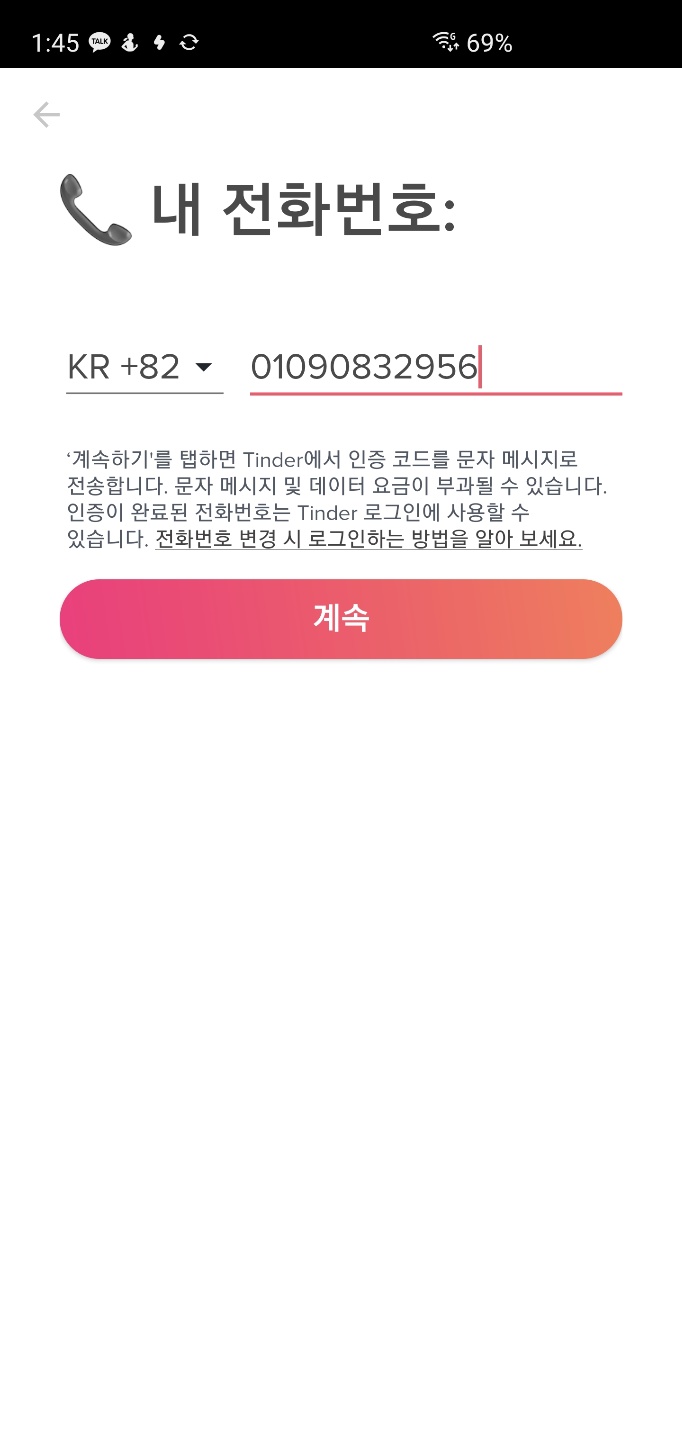 1:45 TALK 69%
내 전화번호:
KR +82 01090832956
‘계속하기'를 탭하면 Tinder에서 인증 코드를 문자 메시지로
전송합니다. 문자 메시지 및 데이터 요금이 부과될 수 있습니다.
인증이 완료된 전화번호는 Tinder 로그인에 사용할 수
있습니다. 전화번호 변경 시 로그인하는 방법을 알아 보세요.
계속